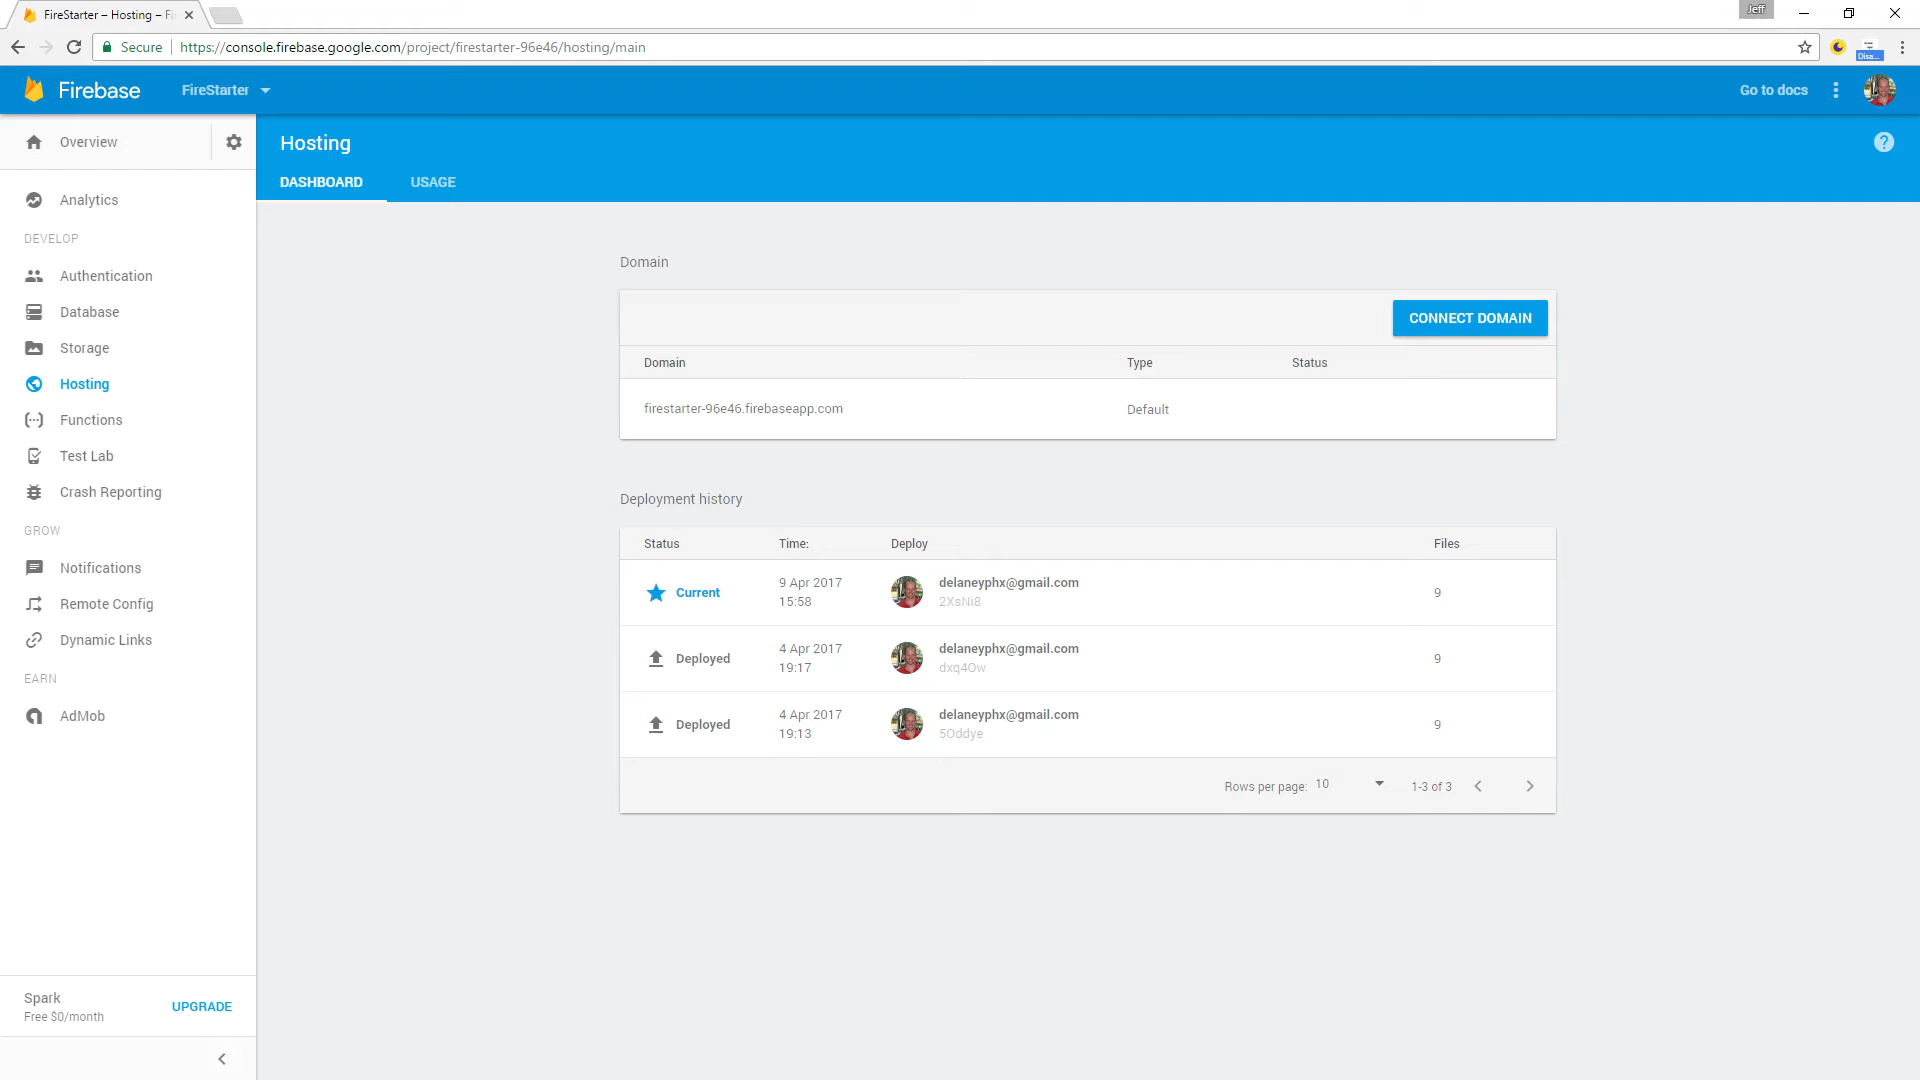 FireStarter – Hosting – Fi
Jeff
Secure
https://console.firebase.google.com/project/firestarter-96e46/hosting/main
Disa...
Firebase
FireStarter
Go to docs
Overview
Hosting
?
DASHBOARD
USAGE
Analytics
DEVELOP
Authentication
Database
Storage
Hosting
Functions
Test Lab
Crash Reporting
GROW
Notifications
Remote Config
Dynamic Links
EARN
AdMob
Spark
Free $0/month
UPGRADE
Domain
CONNECT DOMAIN
Domain Type Status
firestarter-96e46.firebaseapp.com Default
Deployment history
Status Time: Deploy Files
Current 9 Apr 2017 15:58 delaneyphx@gmail.com 2XsNi8 9
Deployed 4 Apr 2017 19:17 delaneyphx@gmail.com dxq4Ow 9
Deployed 4 Apr 2017 19:13 delaneyphx@gmail.com 5Oddye 9
Rows per page: 10 1-3 of 3